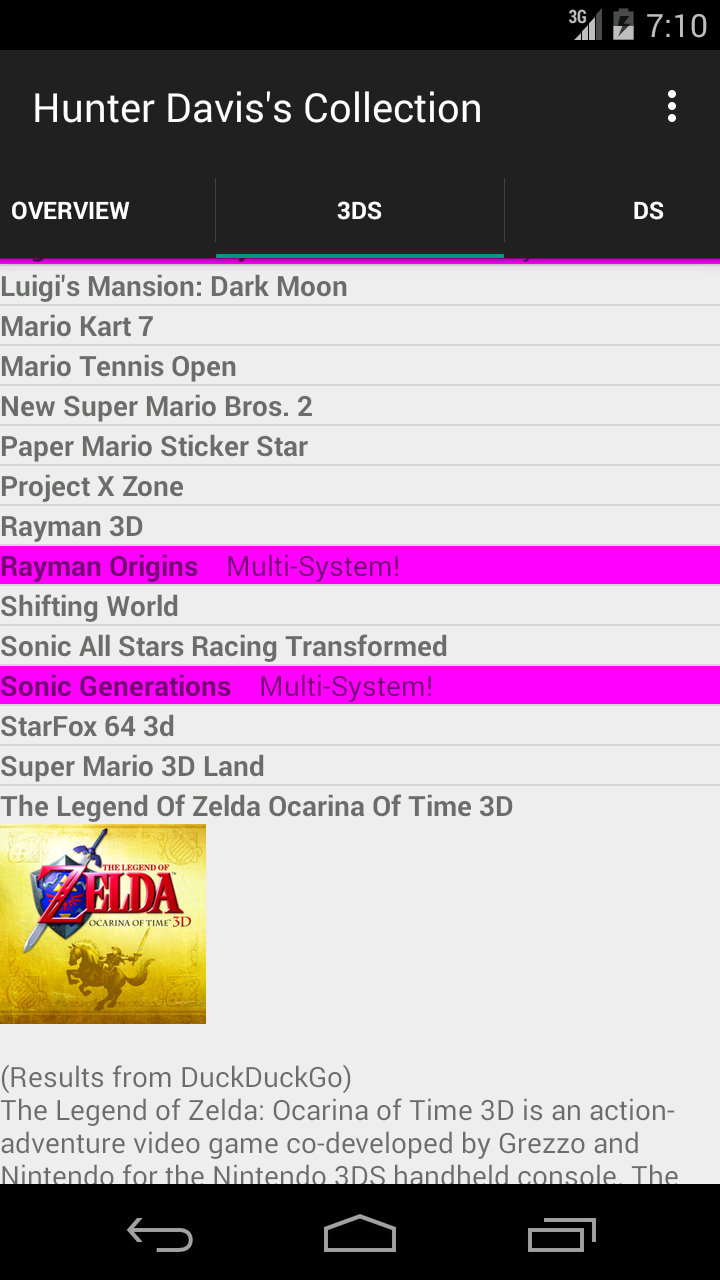 3G 7:10
Hunter Davis's Collection
OVERVIEW 3DS DS
Luigi's Mansion: Dark Moon
Mario Kart 7
Mario Tennis Open
New Super Mario Bros. 2
Paper Mario Sticker Star
Project X Zone
Rayman 3D
Rayman Origins Multi-System!
Shifting World
Sonic All Stars Racing Transformed
Sonic Generations Multi-System!
StarFox 64 3d
Super Mario 3D Land
The Legend Of Zelda Ocarina Of Time 3D
THE LEGEND OF
ZELDA
OCARINA OF TIME 3D
(Results from DuckDuckGo)
The Legend of Zelda: Ocarina of Time 3D is an action-
adventure video game co-developed by Grezzo and
Nintendo for the Nintendo 3DS handheld console. The